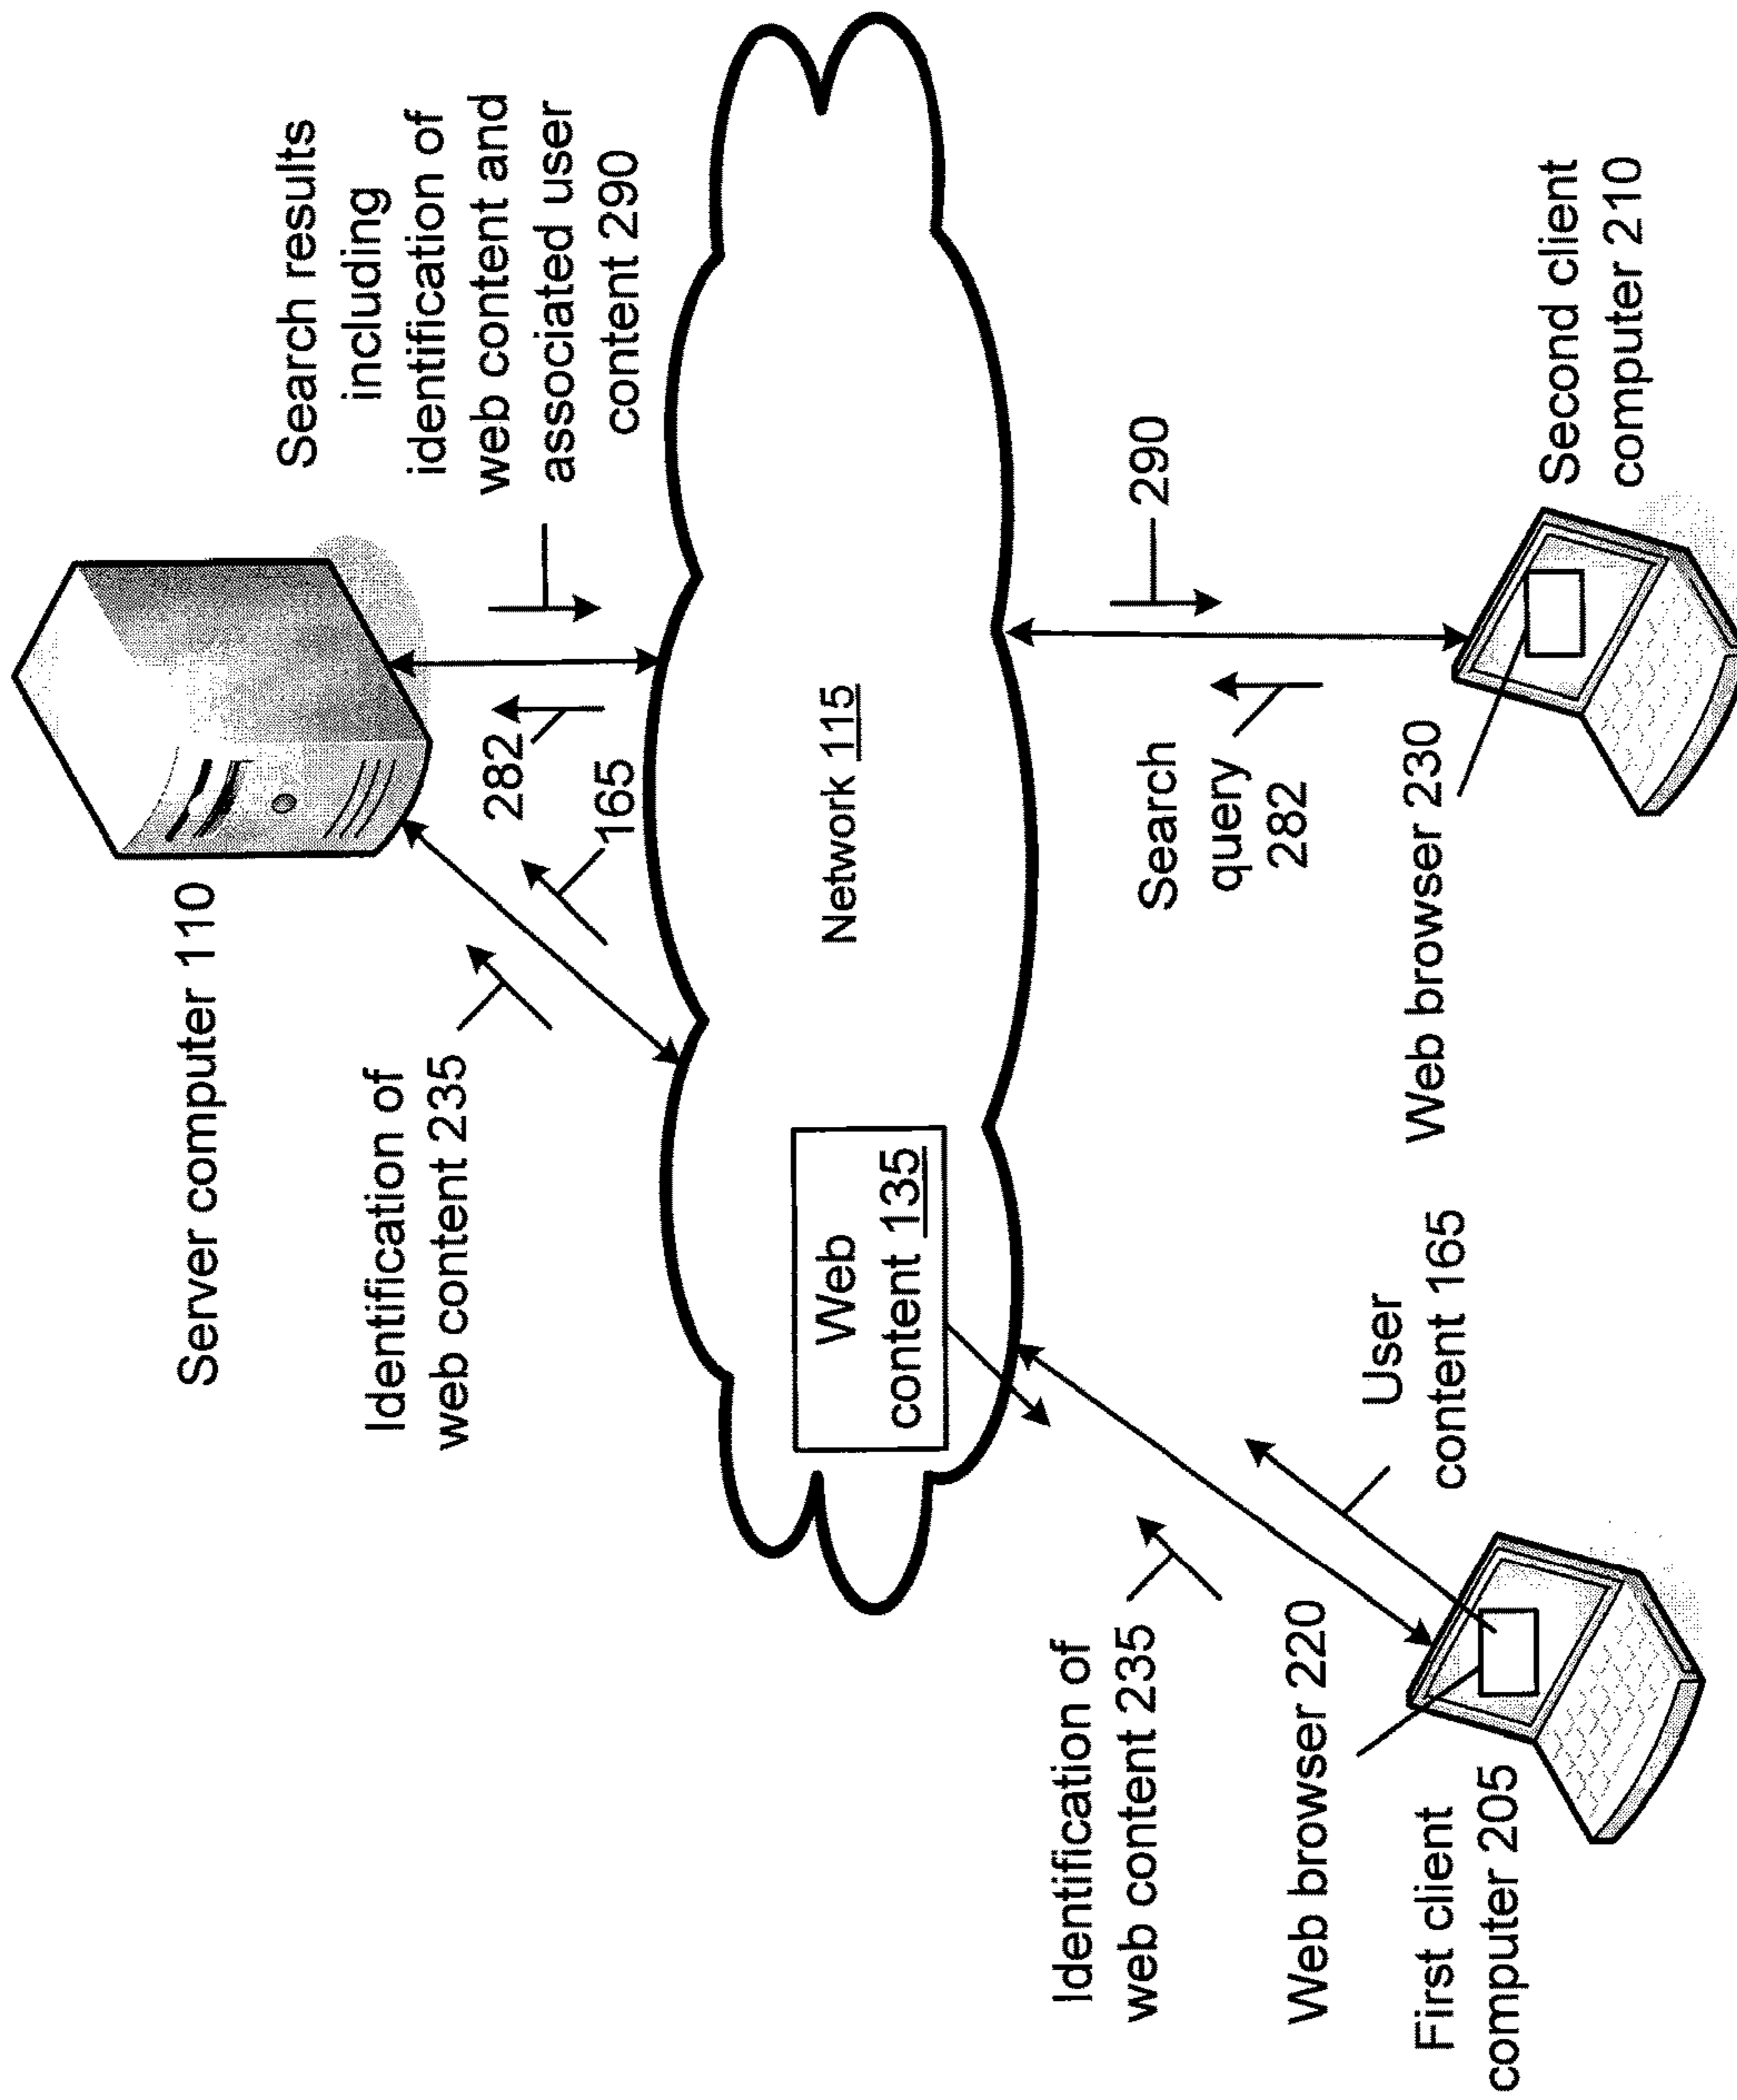 Server computer 110
Search results
including
identification of
web content and
associated user
content 290
Identification of
web content 235
282
165
Network 115
Web
content 135
Identification of
web content 235
Search
query
282
290
Web browser 220
User
content 165
Web browser 230
First client
computer 205
Second client
computer 210